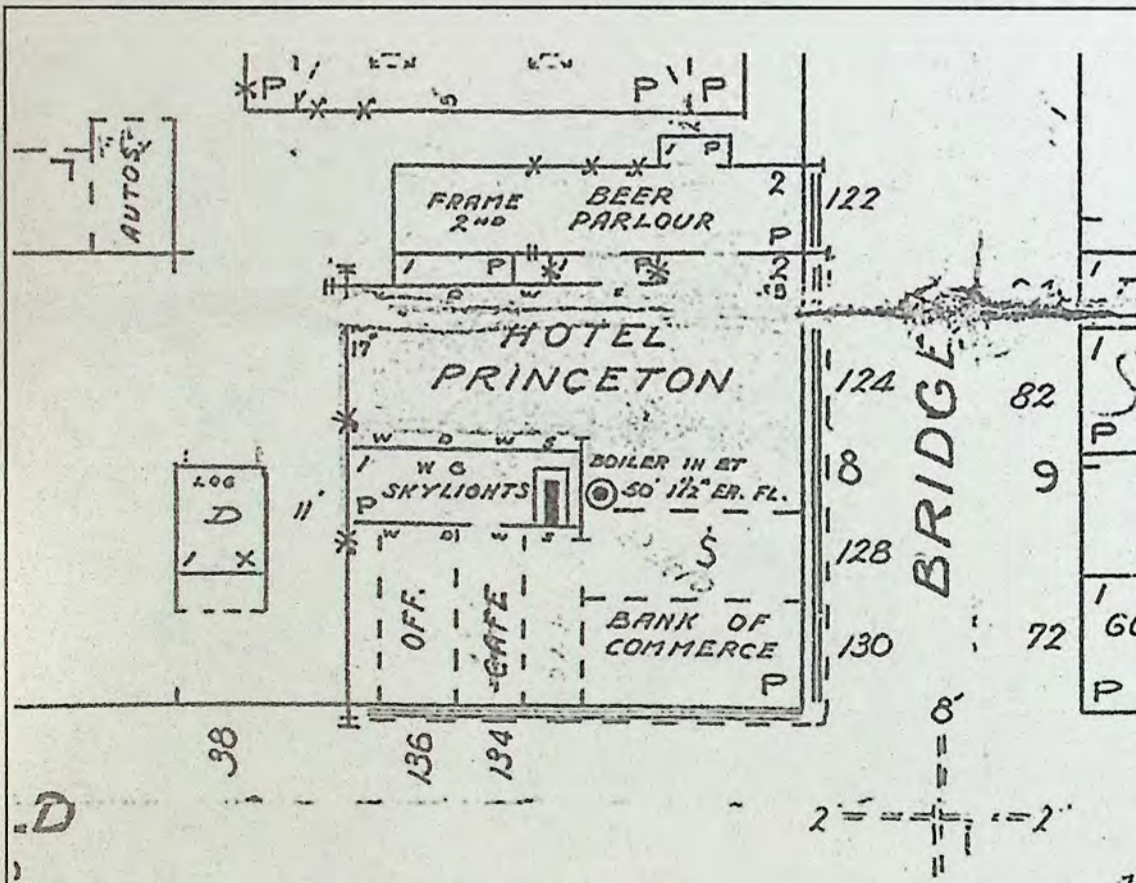 P P P
AUTOS
FRAME BEER
2ND PARLOUR
2
P
122
P
2
HOTEL
PRINCETON
17'
124
82
P
W D W S
LOG
D
11'
W G
SKYLIGHTS
P
BOILER IN BT
50' 1½" ER. FL.
8
9
BRIDGE
S
128
OFF.
CAFE
BANK OF
COMMERCE
P
130
72
60
P
38
136
134
8
D
2 2"